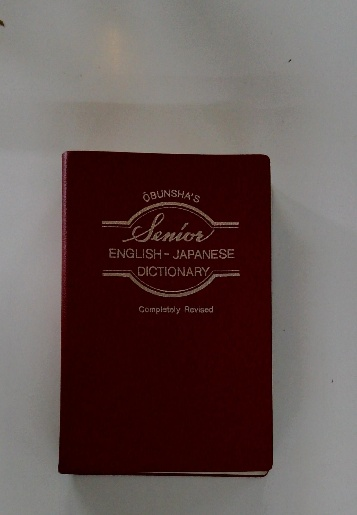 ŌBUNSHA'S
Senior
ENGLISH-JAPANESE
DICTIONARY
Completely Revised